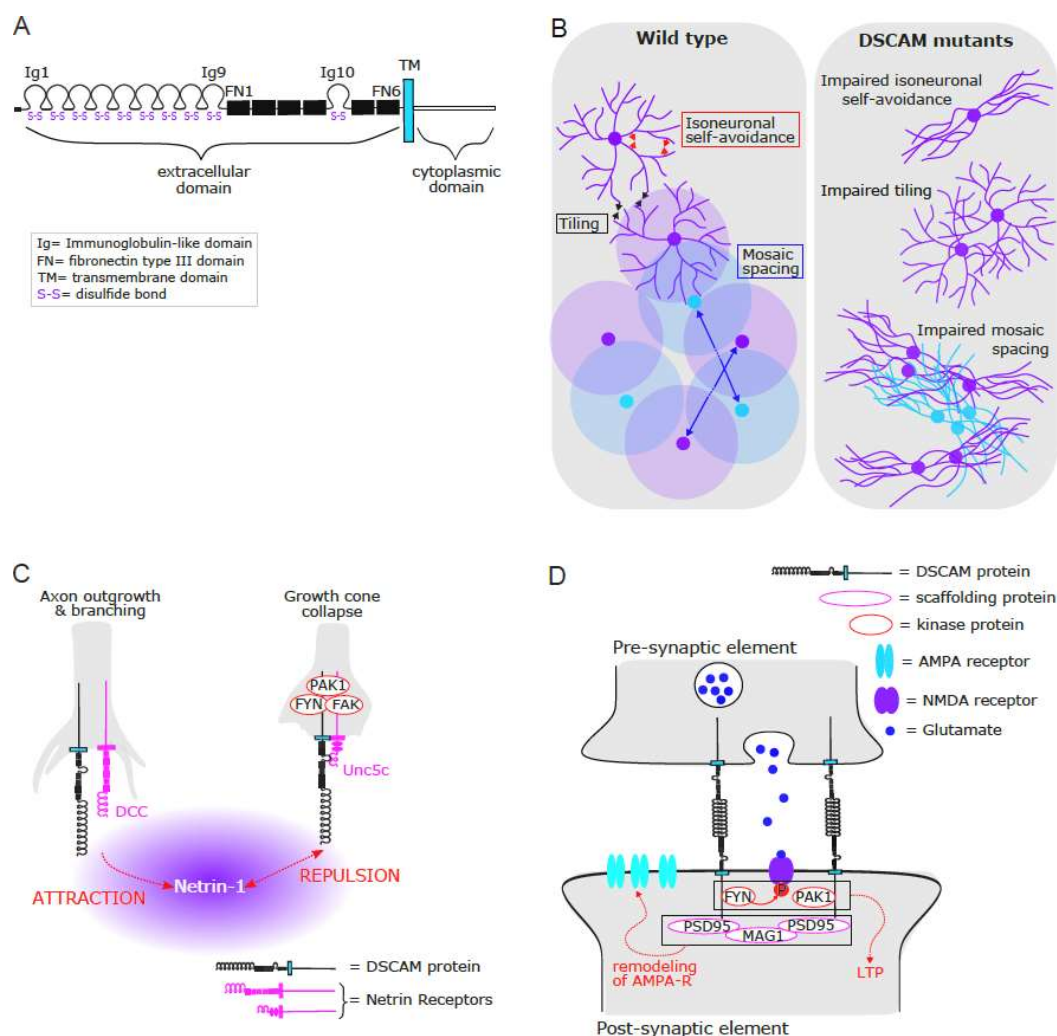 A
Ig1
Ig9
FN1
Ig10
FN6
TM
S-S S-S S-S S-S S-S S-S S-S S-S S-S
S-S
extracellular
domain
cytoplasmic
domain
Ig= Immunoglobulin-like domain
FN= fibronectin type III domain
TM= transmembrane domain
S-S= disulfide bond
B
Wild type
Isoneuronal
self-avoidance
Tiling
Mosaic
spacing
DSCAM mutants
Impaired isoneuronal
self-avoidance
Impaired tiling
Impaired mosaic
spacing
C
Axon outgrowth
& branching
Growth cone
collapse
PAK1
FYN
FAK
Unc5c
DCC
ATTRACTION
Netrin-1
REPULSION
= DSCAM protein
= Netrin Receptors
D
= DSCAM protein
= scaffolding protein
= kinase protein
= AMPA receptor
= NMDA receptor
= Glutamate
Pre-synaptic element
FYN
P
PAK1
PSD95
MAG1
PSD95
remodeling
of AMPA-R
LTP
Post-synaptic element